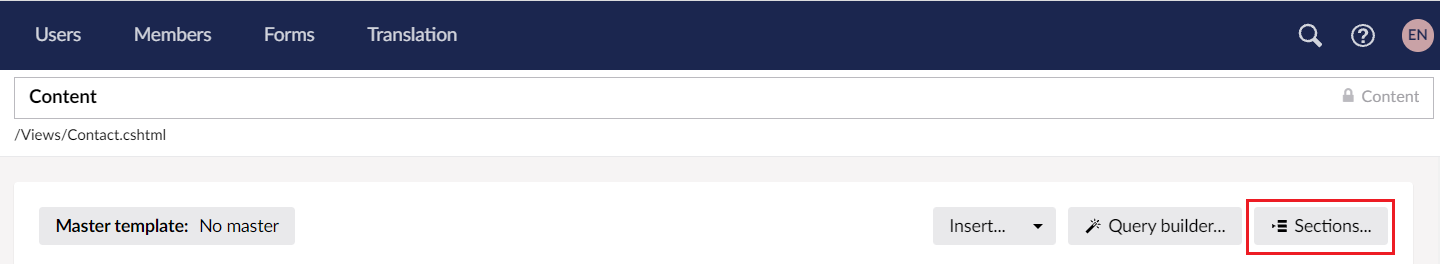 Users Members Forms Translation EN
Content Content
/Views/Contact.cshtml
Master template: No master Insert... Query builder... Sections...